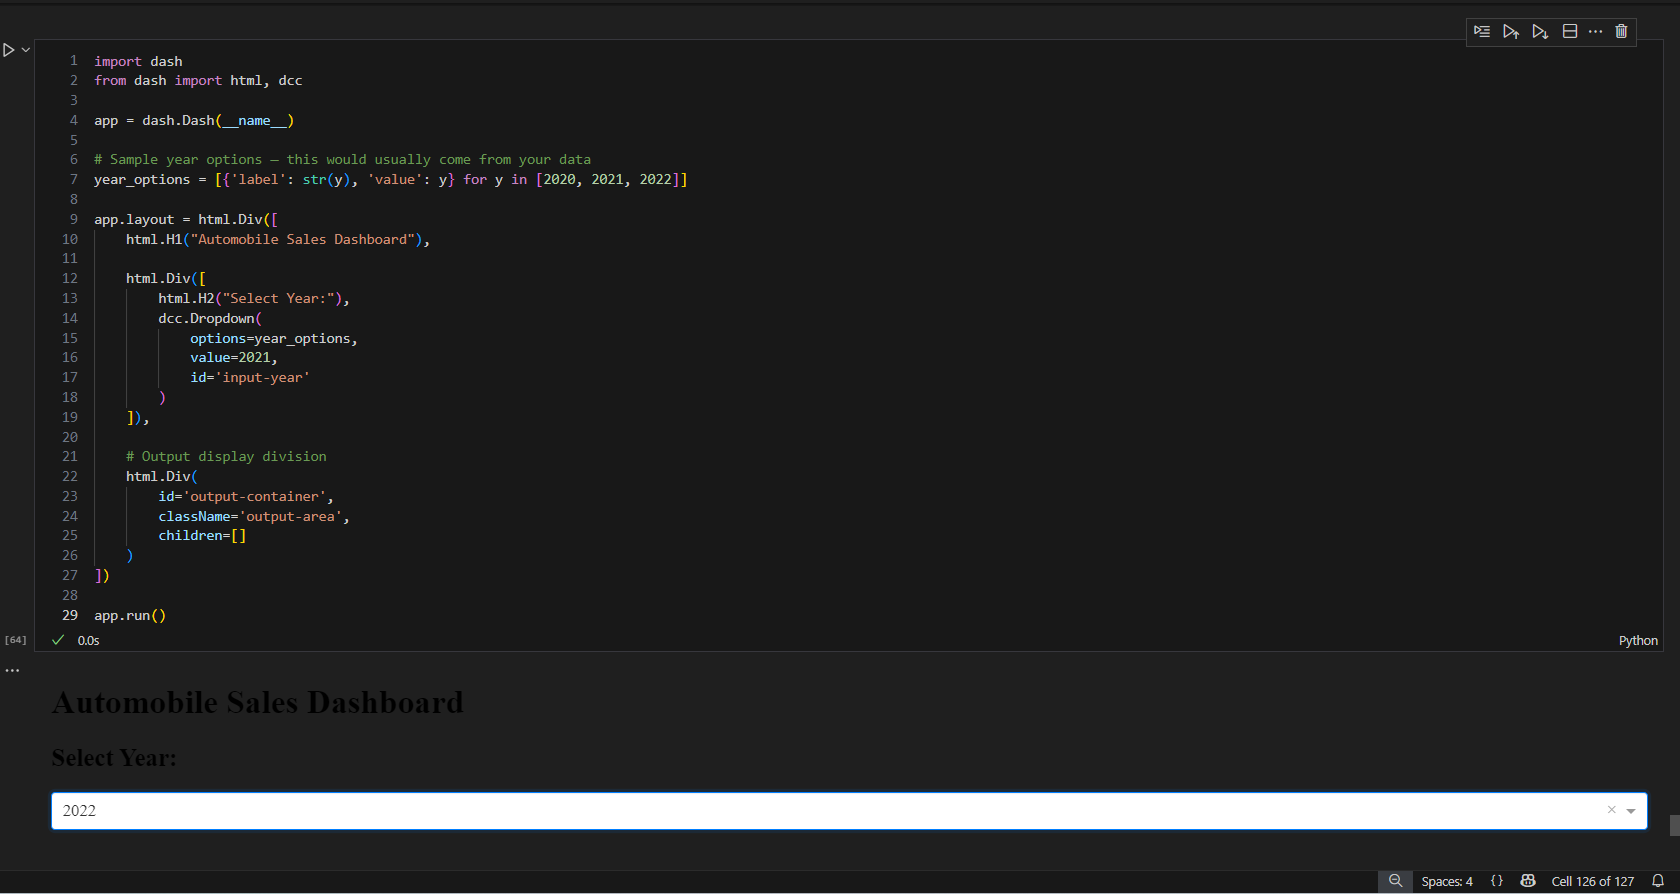 1 import dash
2 from dash import html, dcc
3
4 app = dash.Dash(__name__)
5
6 # Sample year options — this would usually come from your data
7 year_options = [{'label': str(y), 'value': y} for y in [2020, 2021, 2022]]
8
9 app.layout = html.Div([
10     html.H1("Automobile Sales Dashboard"),
11
12     html.Div([
13         html.H2("Select Year:"),
14         dcc.Dropdown(
15             options=year_options,
16             value=2021,
17             id='input-year'
18         )
19     ]),
20
21     # Output display division
22     html.Div(
23         id='output-container',
24         className='output-area',
25         children=[]
26     )
27 ])
28
29 app.run()
[64] 0.0s Python
Automobile Sales Dashboard
Select Year:
2022
Spaces: 4 {} Cell 126 of 127